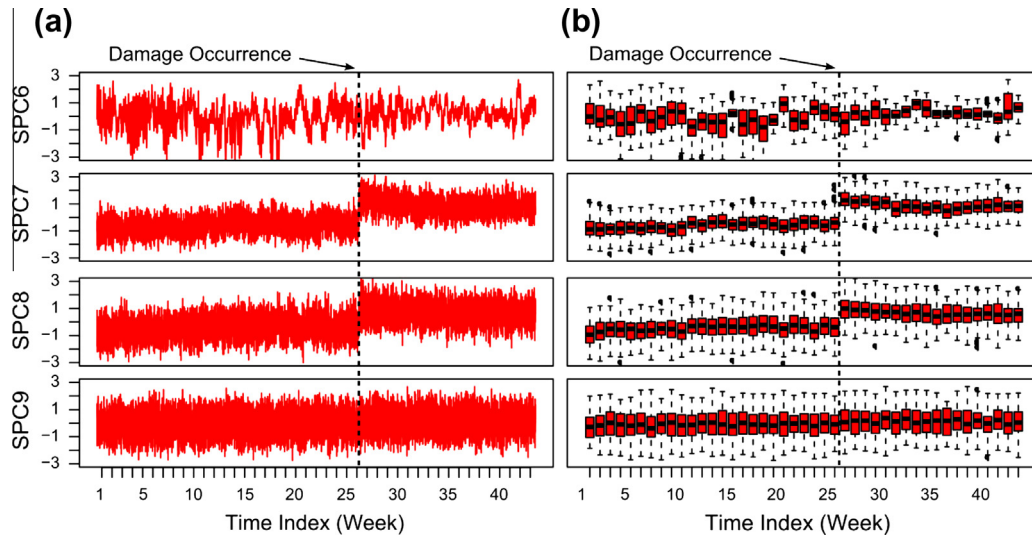 (a) (b)
Damage Occurrence Damage Occurrence
SPC6 3 1 −1 −3
SPC7 3 1 −1 −3
SPC8 3 1 −1 −3
SPC9 3 1 −1 −3
1 5 10 15 20 25 30 35 40 1 5 10 15 20 25 30 35 40
Time Index (Week) Time Index (Week)